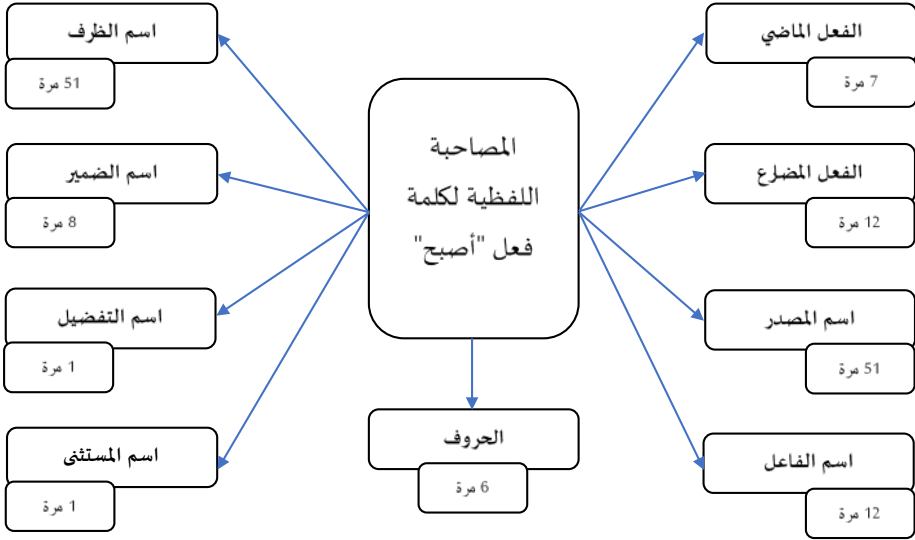 الفعل الماضي
7 مرة
الفعل المضارع
12 مرة
اسم المصدر
51 مرة
اسم الفاعل
12 مرة
المصاحبة
اللفظية لكلمة
فعل "أصبح"
الحروف
6 مرة
اسم الظرف
51 مرة
اسم الضمير
8 مرة
اسم التفضيل
1 مرة
اسم المستثنى
1 مرة